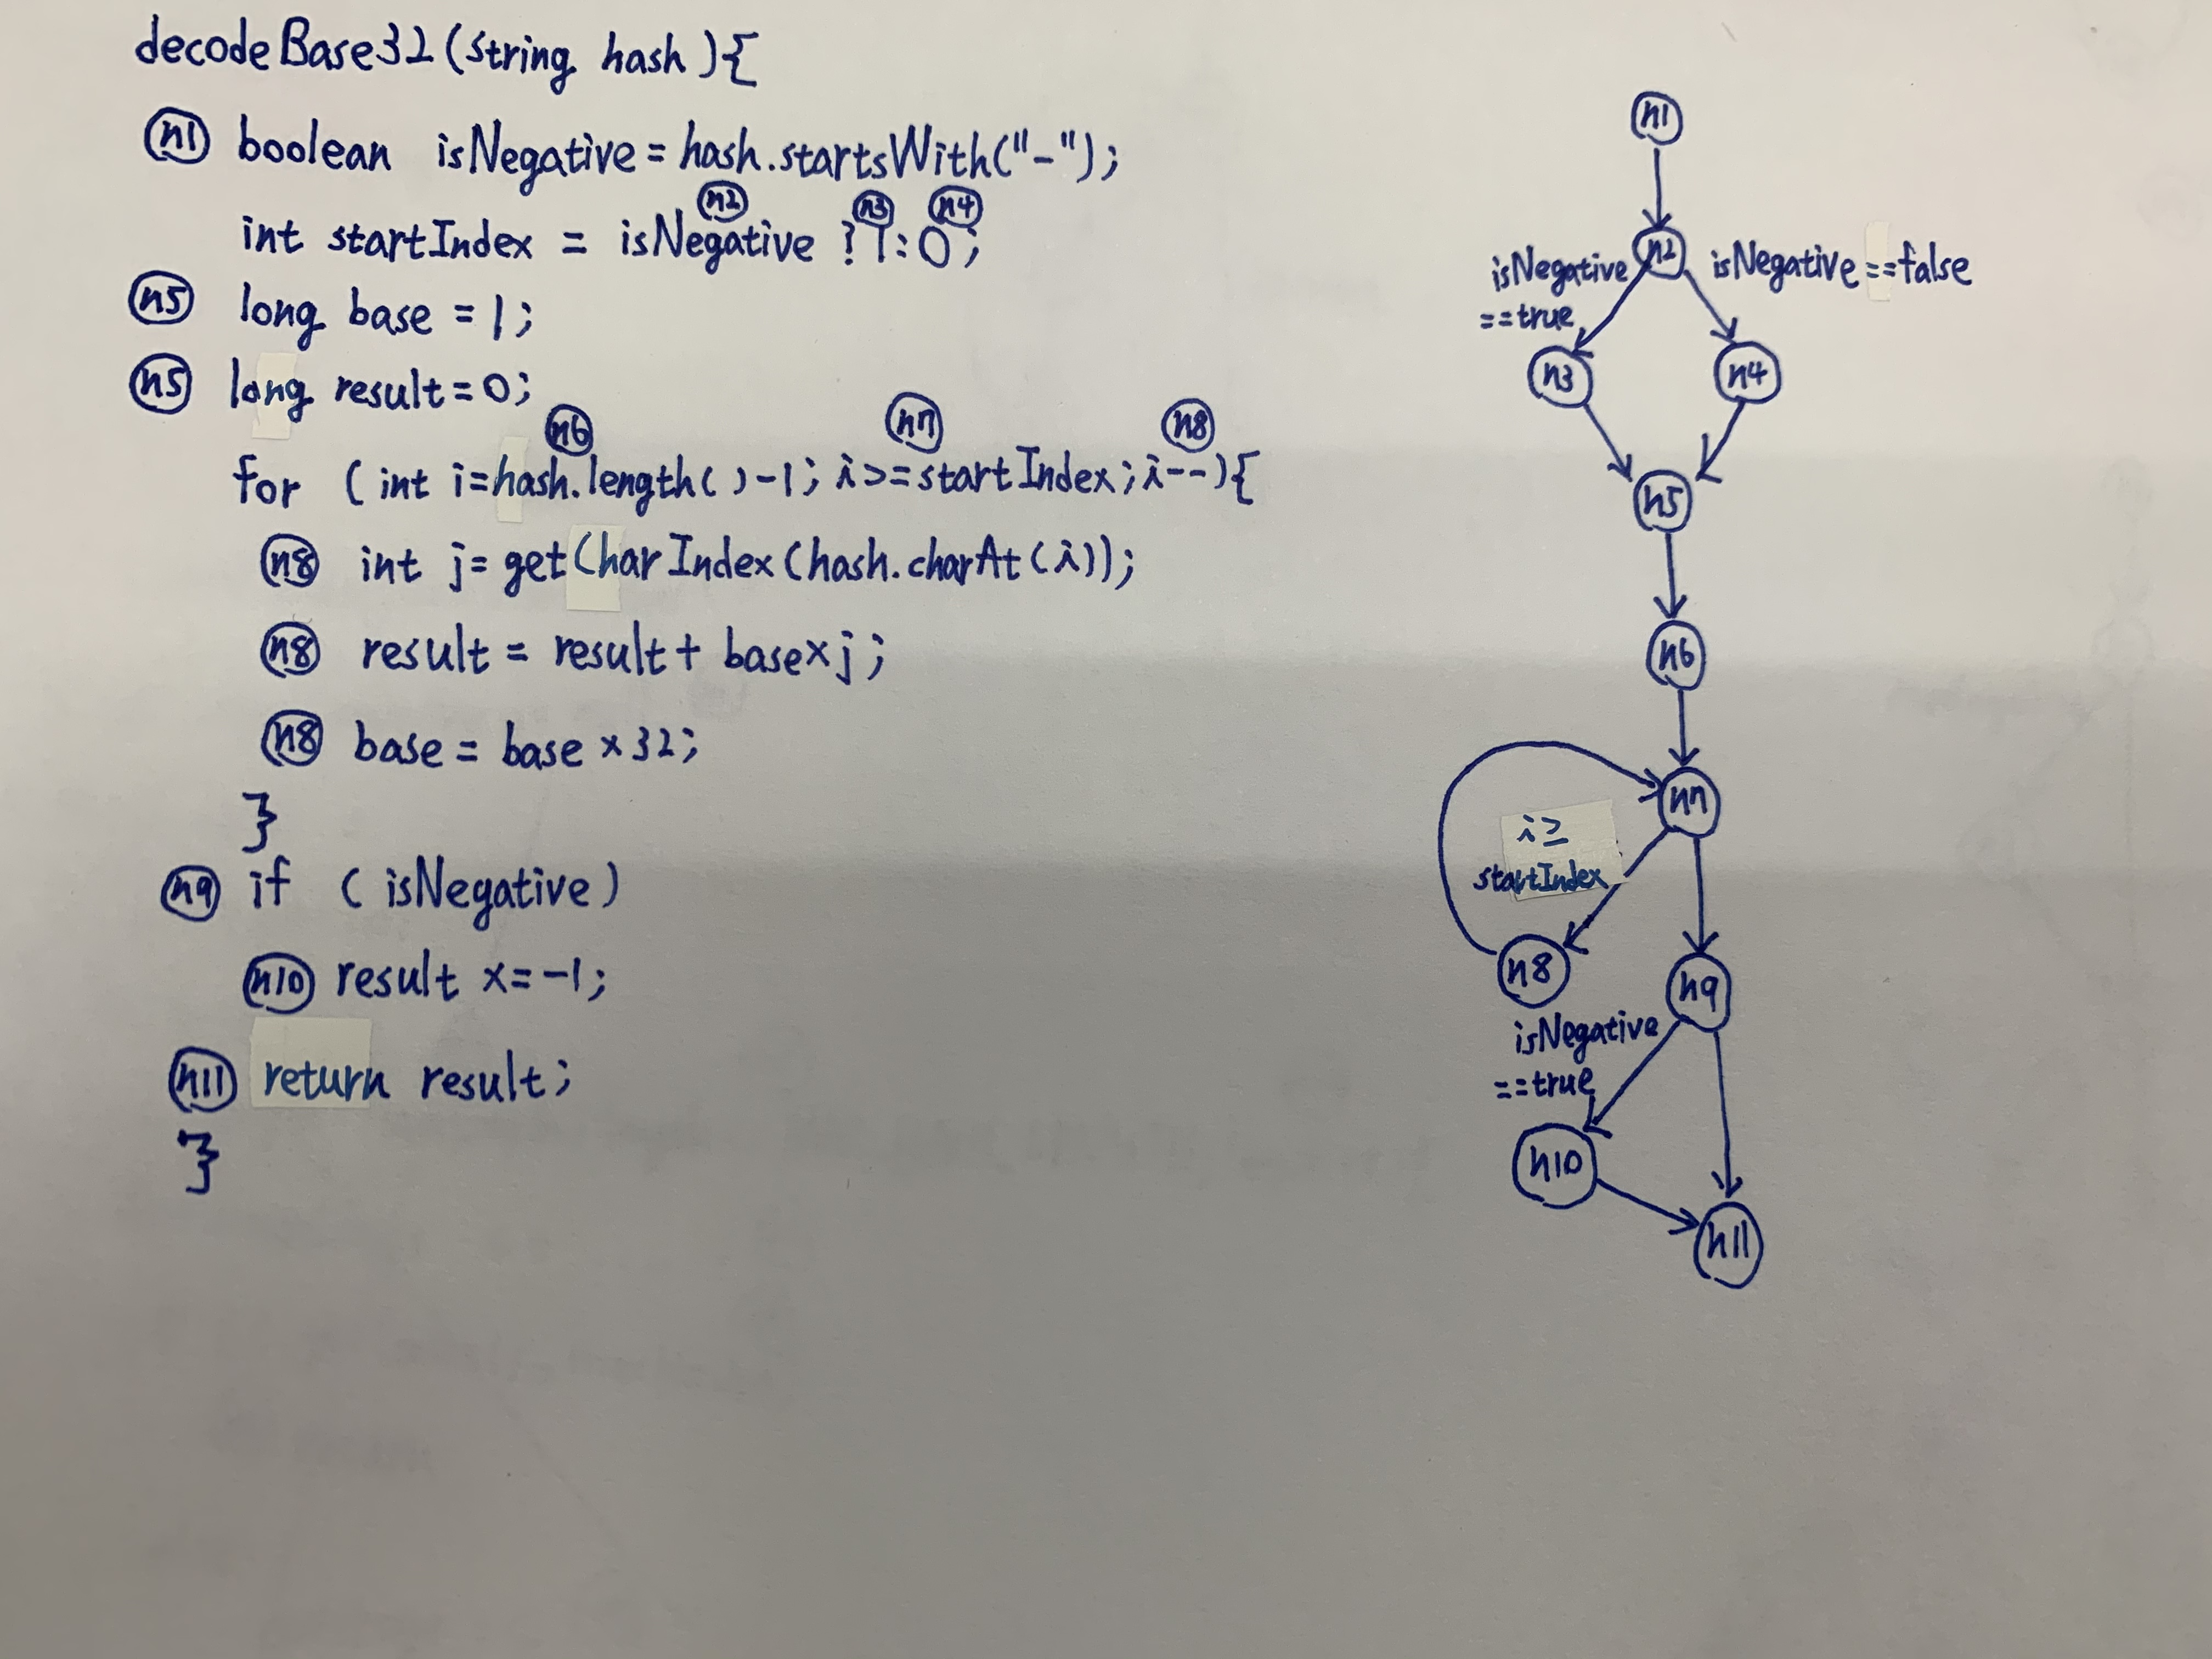 decodeBase32(string hash){
n1 boolean isNegative=hash.startsWith("-");
n2 n3 n4
int startIndex = isNegative ? 1:0;
n5 long base = 1;
n5 long result=0;
n6 n7 n8
for (int i=hash.length()-1; i>=startIndex;i--){
n8 int j=getCharIndex(hash.charAt(i));
n8 result = result + base×j;
n8 base = base ×32;
}
n9 if (isNegative)
n10 result ×=-1;
n11 return result;
}
n1
n2
isNegative
==true
isNegative==false
n3
n4
n5
n6
n7
i≥
startIndex
n8
n9
isNegative
==true
n10
n11